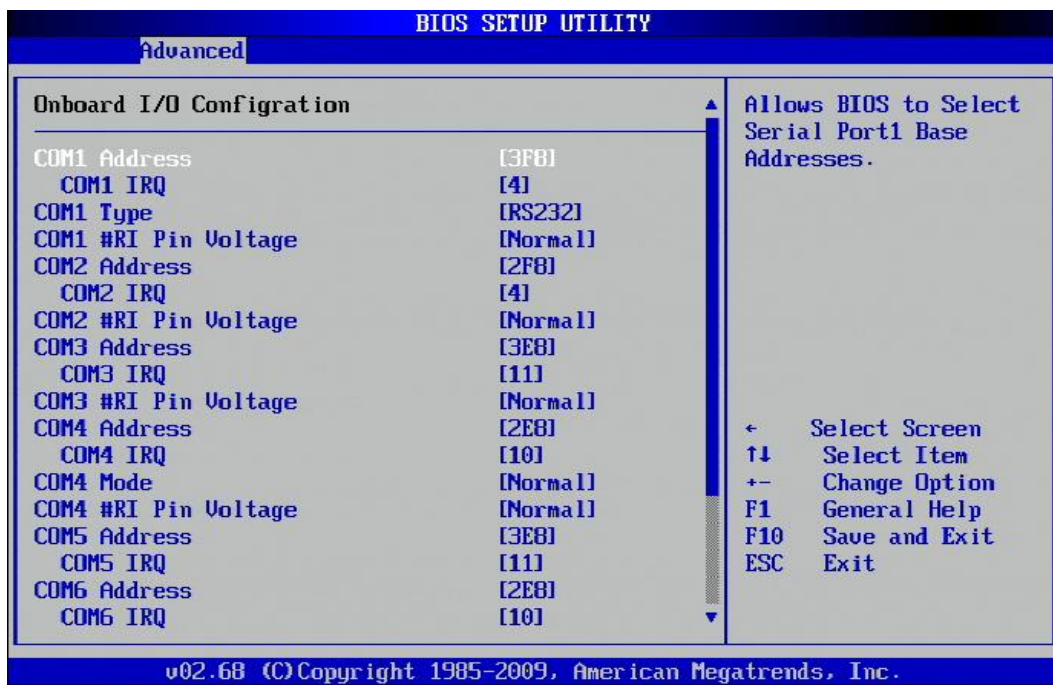 BIOS SETUP UTILITY
Advanced
Onboard I/O Configration
COM1 Address [3F8]
COM1 IRQ [4]
COM1 Type [RS232]
COM1 #RI Pin Voltage [Normal]
COM2 Address [2F8]
COM2 IRQ [4]
COM2 #RI Pin Voltage [Normal]
COM3 Address [3E8]
COM3 IRQ [11]
COM3 #RI Pin Voltage [Normal]
COM4 Address [2E8]
COM4 IRQ [10]
COM4 Mode [Normal]
COM4 #RI Pin Voltage [Normal]
COM5 Address [3E8]
COM5 IRQ [11]
COM6 Address [2E8]
COM6 IRQ [10]
Allows BIOS to Select
Serial Port1 Base
Addresses.
← Select Screen
↑↓ Select Item
+- Change Option
F1 General Help
F10 Save and Exit
ESC Exit
v02.68 (C)Copyright 1985-2009, American Megatrends, Inc.